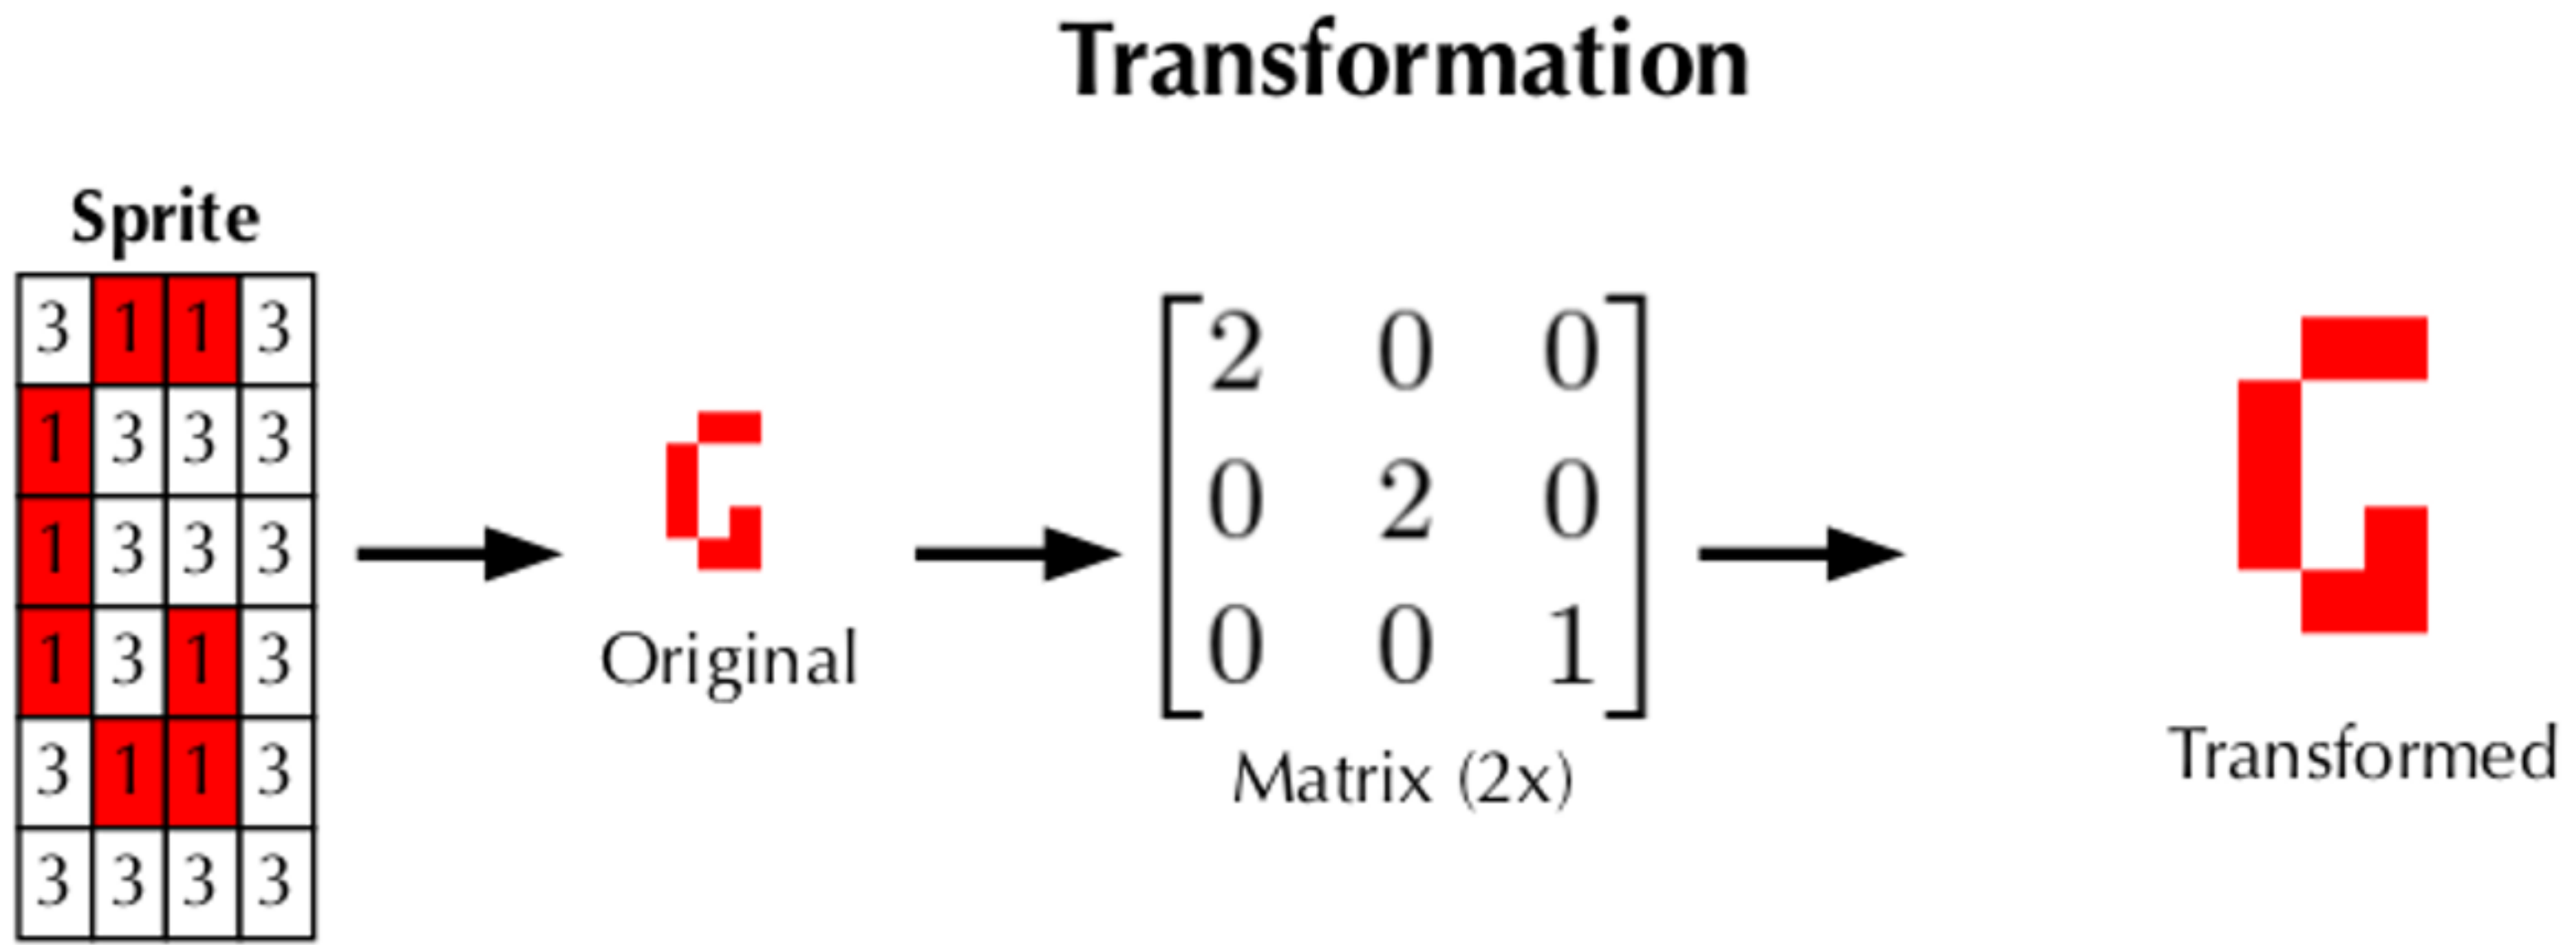 Transformation
Sprite
3 1 1 3
1 3 3 3
1 3 3 3
1 3 1 3
3 1 1 3
3 3 3 3
Original
2 0 0
0 2 0
0 0 1
Matrix (2x)
Transformed